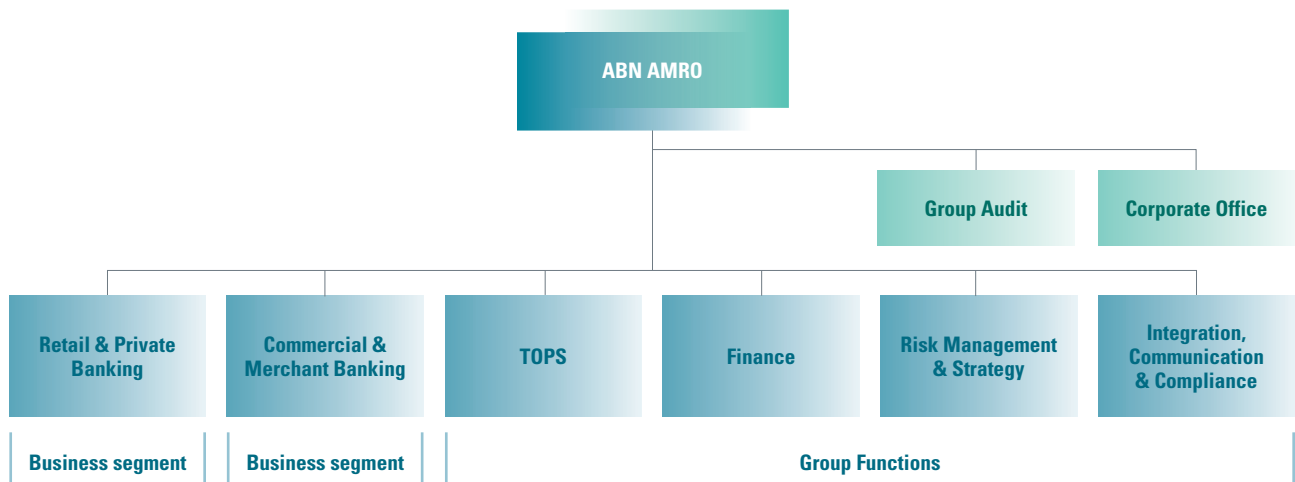 ABN AMRO
Group Audit
Corporate Office
Retail & Private
Banking
Commercial &
Merchant Banking
TOPS
Finance
Risk Management
& Strategy
Integration,
Communication
& Compliance
Business segment
Business segment
Group Functions